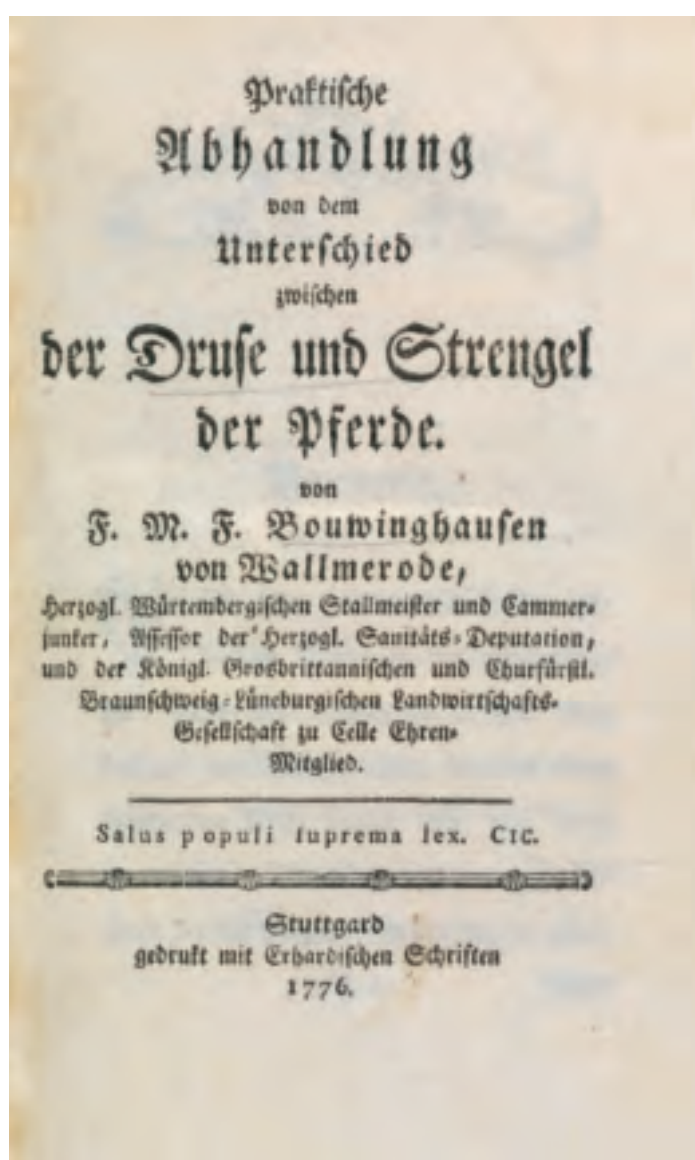 Praktiſche
Abhandlung
von dem
Unterſchied
zwiſchen
der Druſe und Strengel
der Pferde.
von
F. M. F. Bouwinghauſen
von Wallmerode,
Herzogl. Würtembergiſchen Stallmeiſter und Cammer-
junker, Aſſeſſor der Herzogl. Sanitäts-Deputation,
und der Königl. Grosbrittanniſchen und Churfürſtl.
Braunſchweig-Lüneburgiſchen Landwirtſchafts-
Geſellſchaft zu Celle Ehren-
Mitglied.
Salus populi ſuprema lex. CIC.
Stuttgard
gedrukt mit Erhardiſchen Schriften
1776.